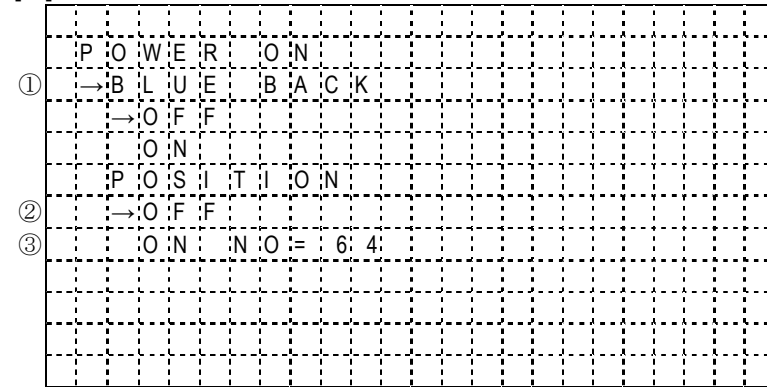 POWER ON
① →BLUE BACK
→OFF
ON
POSITION
② →OFF
③ ON NO= 64